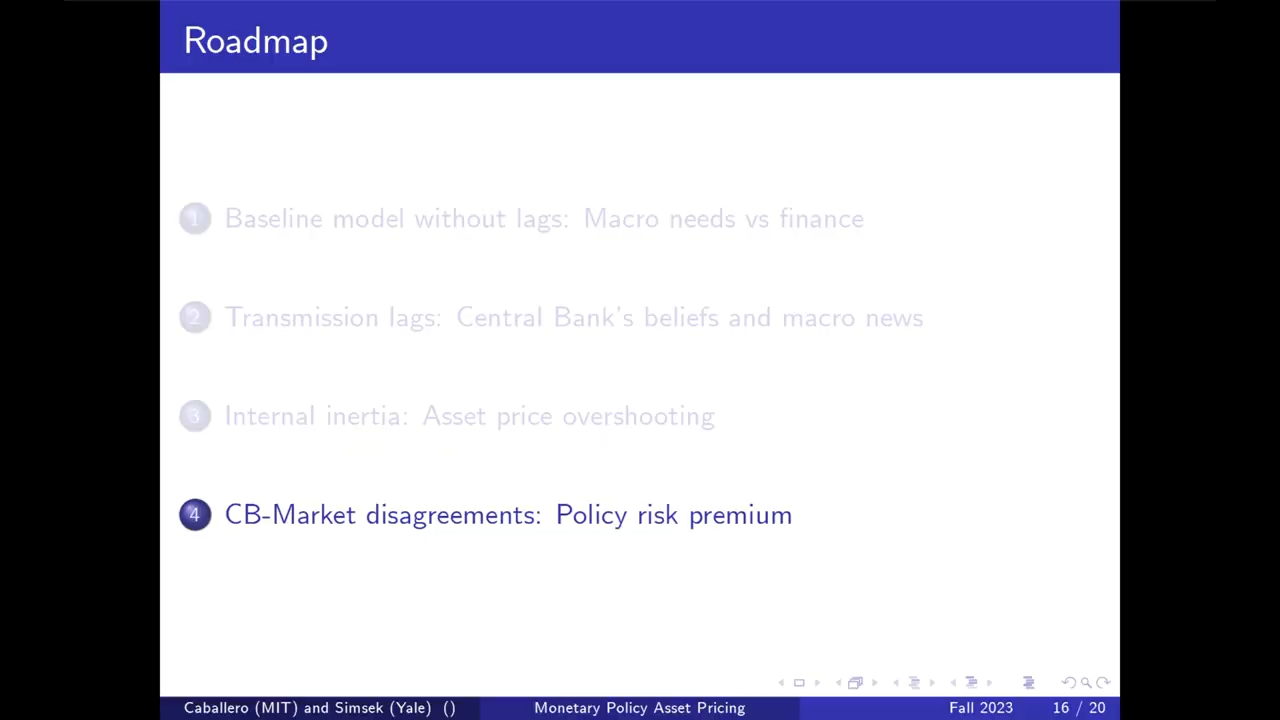 Roadmap
1 Baseline model without lags: Macro needs vs finance
2 Transmission lags: Central Bank's beliefs and macro news
3 Internal inertia: Asset price overshooting
4 CB-Market disagreements: Policy risk premium
Caballero (MIT) and Simsek (Yale) () Monetary Policy Asset Pricing Fall 2023 16 / 20